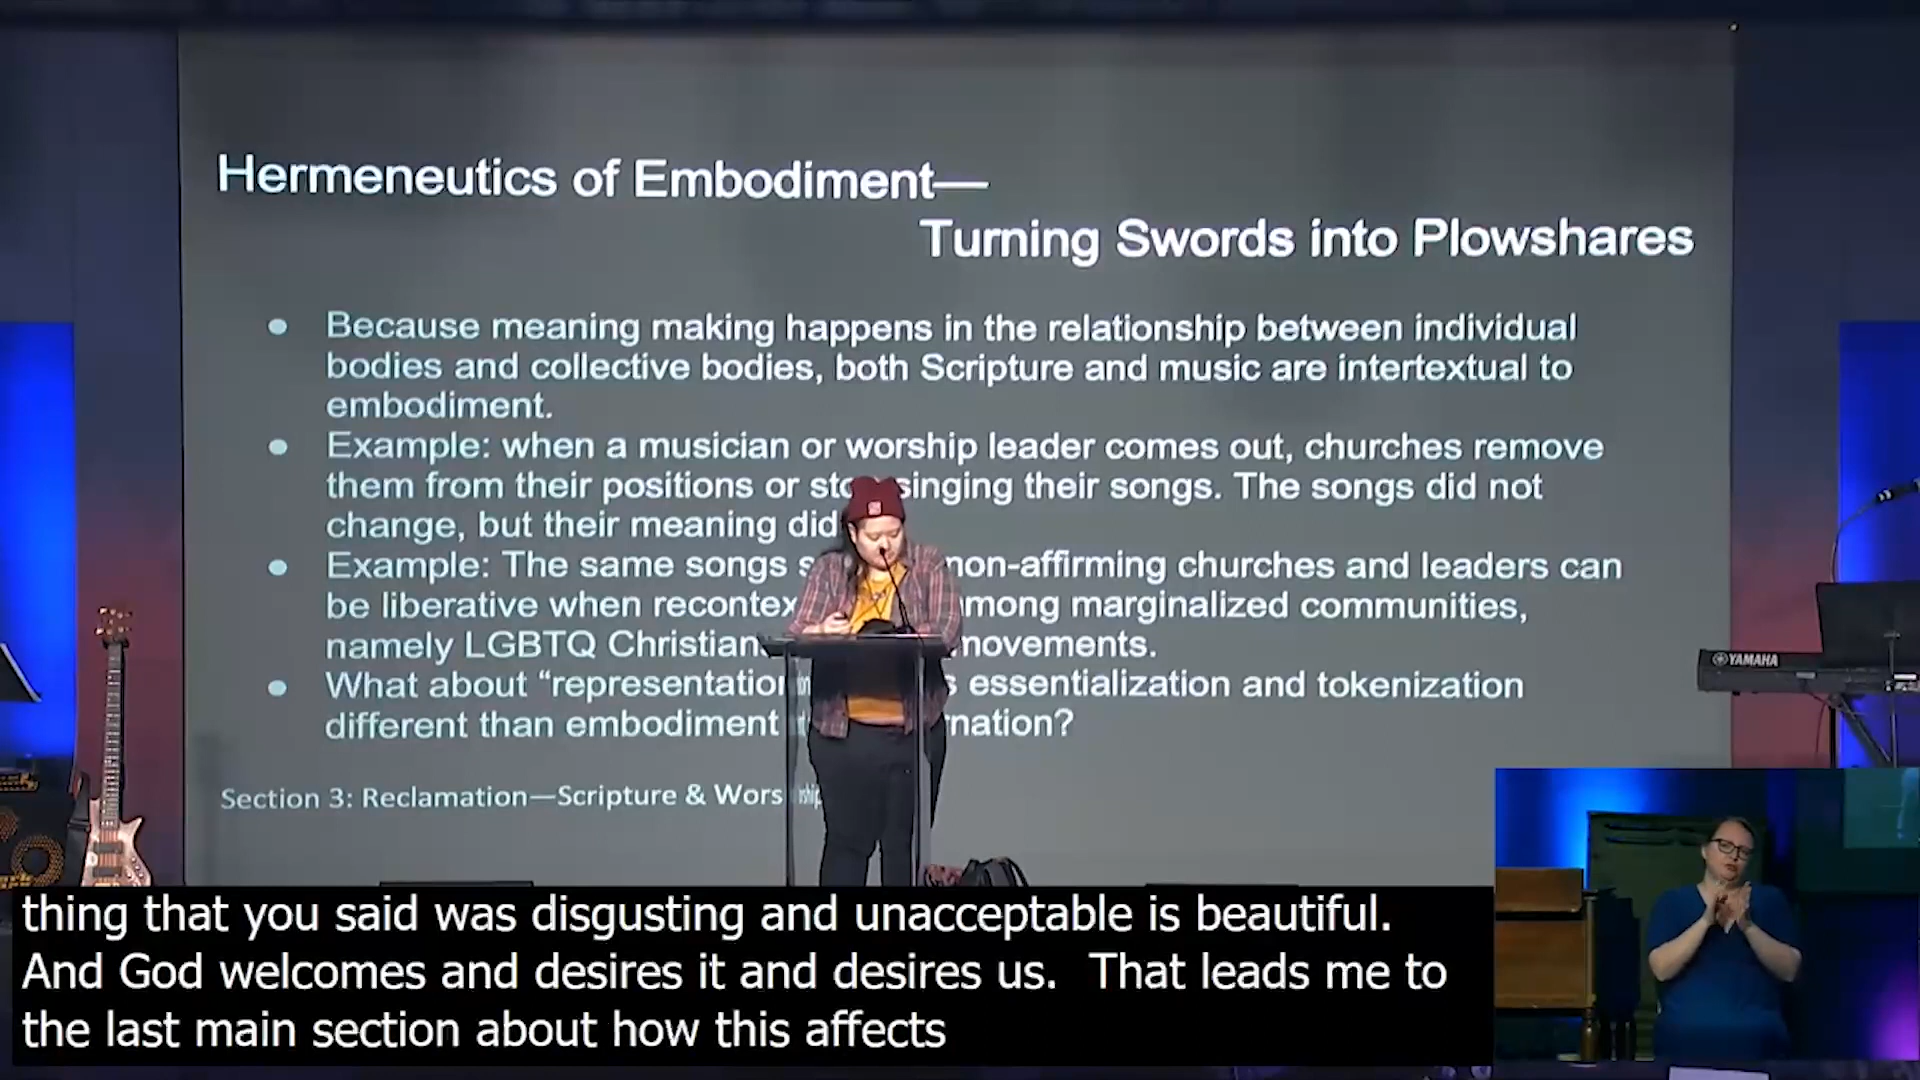 Hermeneutics of Embodiment—
Turning Swords into Plowshares
● Because meaning making happens in the relationship between individual
bodies and collective bodies, both Scripture and music are intertextual to
embodiment.
● Example: when a musician or worship leader comes out, churches remove
them from their positions or singing their songs. The songs did not
change, but their meaning did
● Example: The same songs non-affirming churches and leaders can
be liberative when among marginalized communities,
namely LGBTQ Christian movements.
● What about “representation essentialization and tokenization
different than embodiment
Section 3: Reclamation—Scripture &
YAMAHA
thing that you said was disgusting and unacceptable is beautiful.
And God welcomes and desires it and desires us. That leads me to
the last main section about how this affects